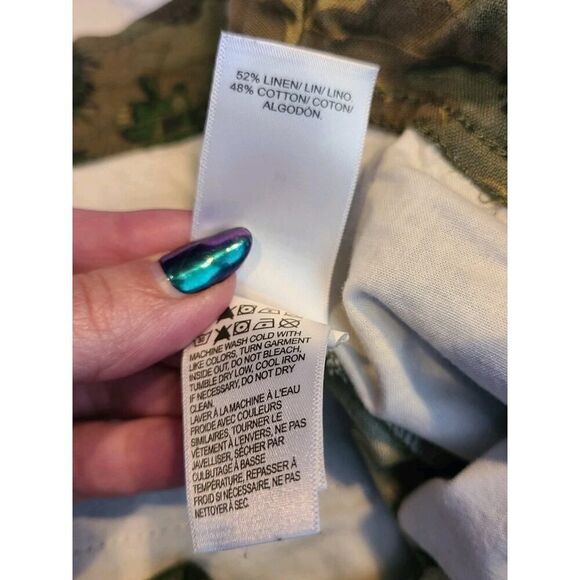 52% LINEN/ LIN/ LINO
48% COTTON/ COTON/
ALGODÓN.
MACHINE WASH COLD WITH
LIKE COLORS, TURN GARMENT
INSIDE OUT, DO NOT BLEACH,
TUMBLE DRY LOW, COOL IRON
IF NECESSARY, DO NOT DRY
CLEAN.
LAVER À LA MACHINE À L'EAU
FROIDE AVEC COULEURS
SIMILAIRES, TOURNER LE
VÊTEMENT À L'ENVERS, NE PAS
JAVELLISER, SÉCHER PAR
CULBUTAGE À BASSE
TEMPÉRATURE, REPASSER À
FROID SI NÉCESSAIRE, NE PAS
NETTOYER À SEC.